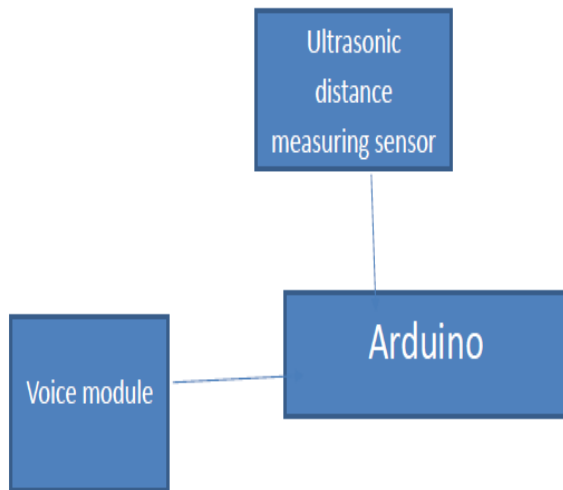 Ultrasonic
distance
measuring sensor
Arduino
Voice module